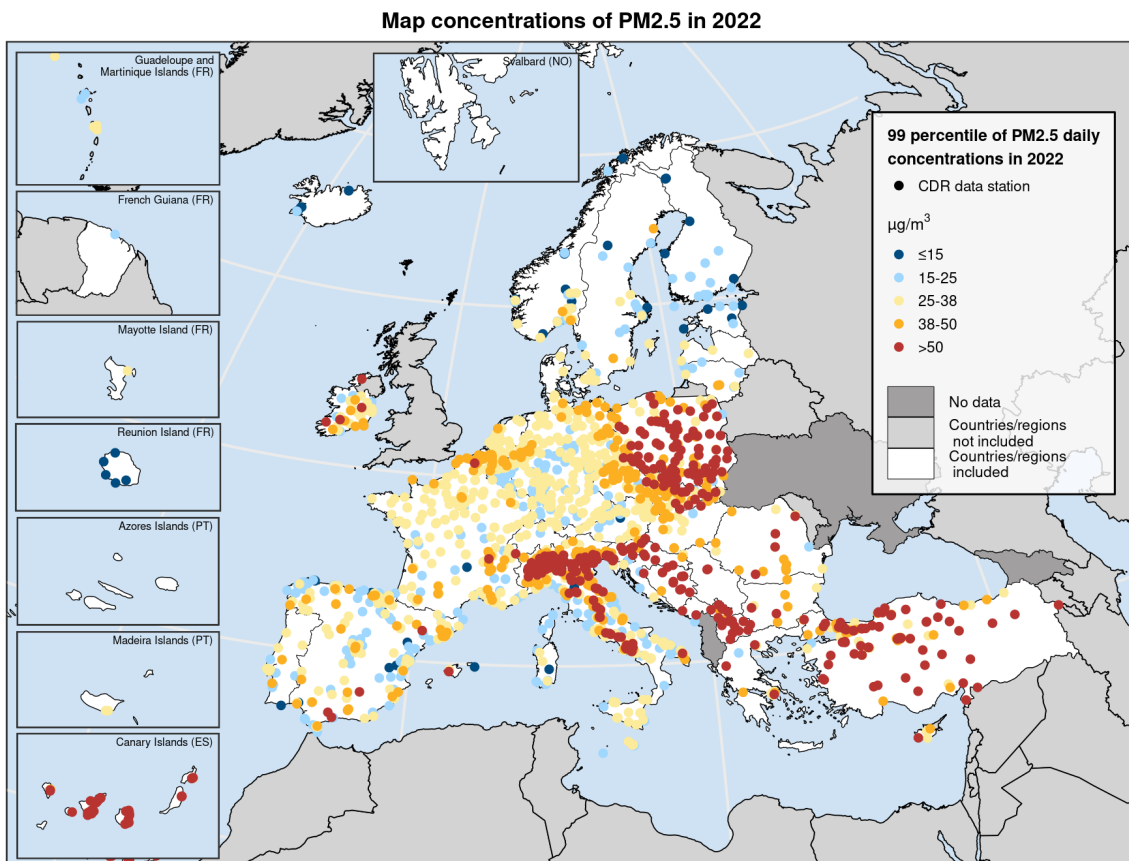 Map concentrations of PM2.5 in 2022
Guadeloupe and
Martinique Islands (FR)
Svalbard (NO)
French Guiana (FR)
Mayotte Island (FR)
Reunion Island (FR)
Azores Islands (PT)
Madeira Islands (PT)
Canary Islands (ES)
99 percentile of PM2.5 daily
concentrations in 2022
CDR data station
µg/m³
≤15
15-25
25-38
38-50
>50
No data
Countries/regions
not included
Countries/regions
included